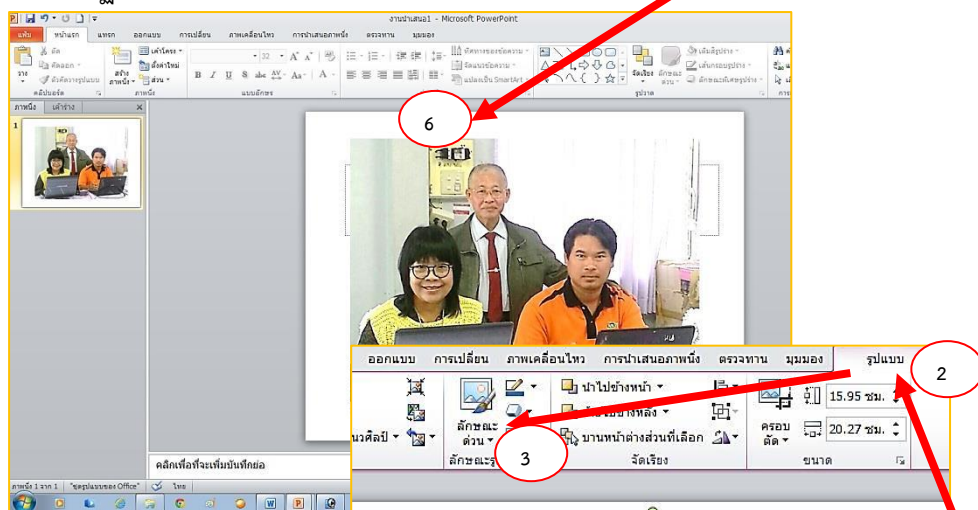 งานนำเสนอ1 - Microsoft PowerPoint
แฟ้ม หน้าแรก แทรก ออกแบบ การเปลี่ยน ภาพเคลื่อนไหว การนำเสนอภาพนิ่ง ตรวจทาน มุมมอง
ตัด
คัดลอก
ตัวคัดวางรูปแบบ
วาง
คลิปบอร์ด
สร้าง
ภาพนิ่ง
เค้าโครง
ตั้งค่าใหม่
ส่วน
ภาพนิ่ง
32
B I U S abc AV Aa A
แบบอักษร
ทิศทางของข้อความ
จัดแนวข้อความ
แปลงเป็น SmartArt
จัดเรียง
ลักษณะ
ด่วน
เติมสีรูปร่าง
เส้นกรอบรูปร่าง
ลักษณะพิเศษรูปร่าง
รูปวาด
ภาพนิ่ง เค้าร่าง
1
6
ออกแบบ การเปลี่ยน ภาพเคลื่อนไหว การนำเสนอภาพนิ่ง ตรวจทาน มุมมอง รูปแบบ
2
นำไปข้างหน้า
15.95 ซม.
ลักษณะ
ด่วน
บานหน้าต่างส่วนที่เลือก
ครอบ
ตัด
20.27 ซม.
3
จัดเรียง
ขนาด
คลิกเพื่อที่จะเพิ่มบันทึกย่อ
ภาพนิ่ง 1 จาก 1 "ชุดรูปแบบของ Office" ไทย